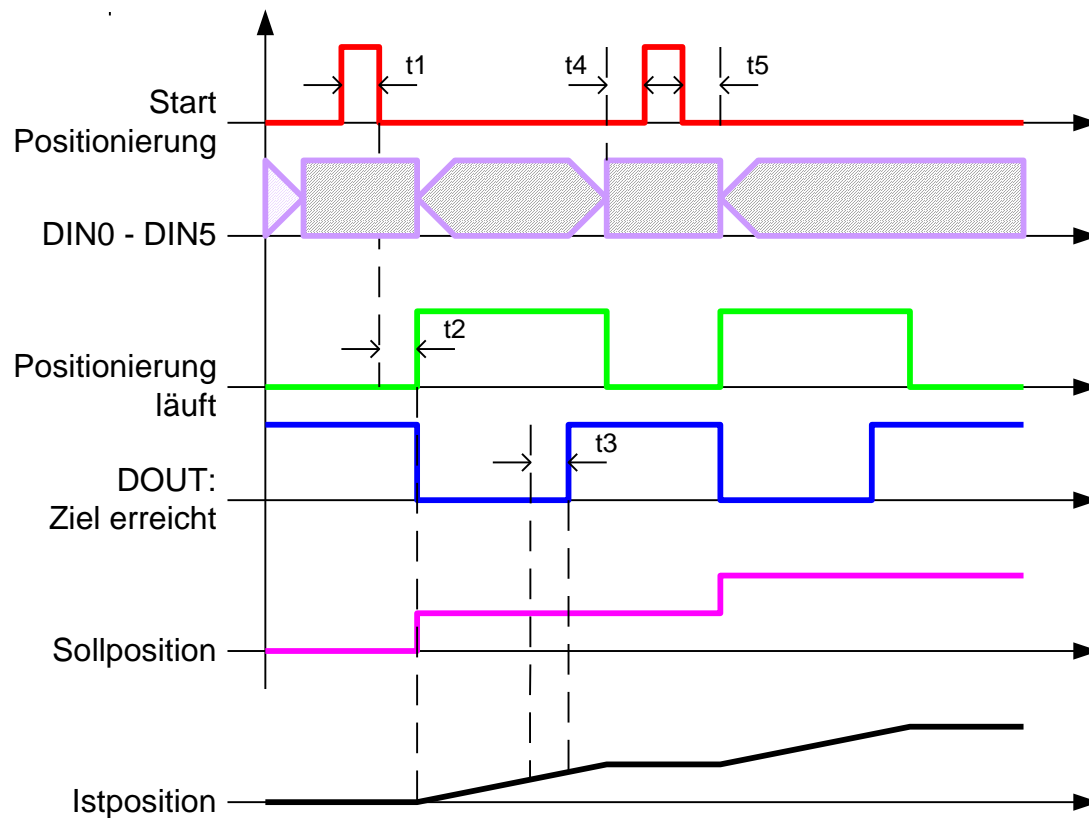 t1
t4
t5
Start
Positionierung
DIN0 - DIN5
t2
Positionierung
läuft
t3
DOUT:
Ziel erreicht
Sollposition
Istposition